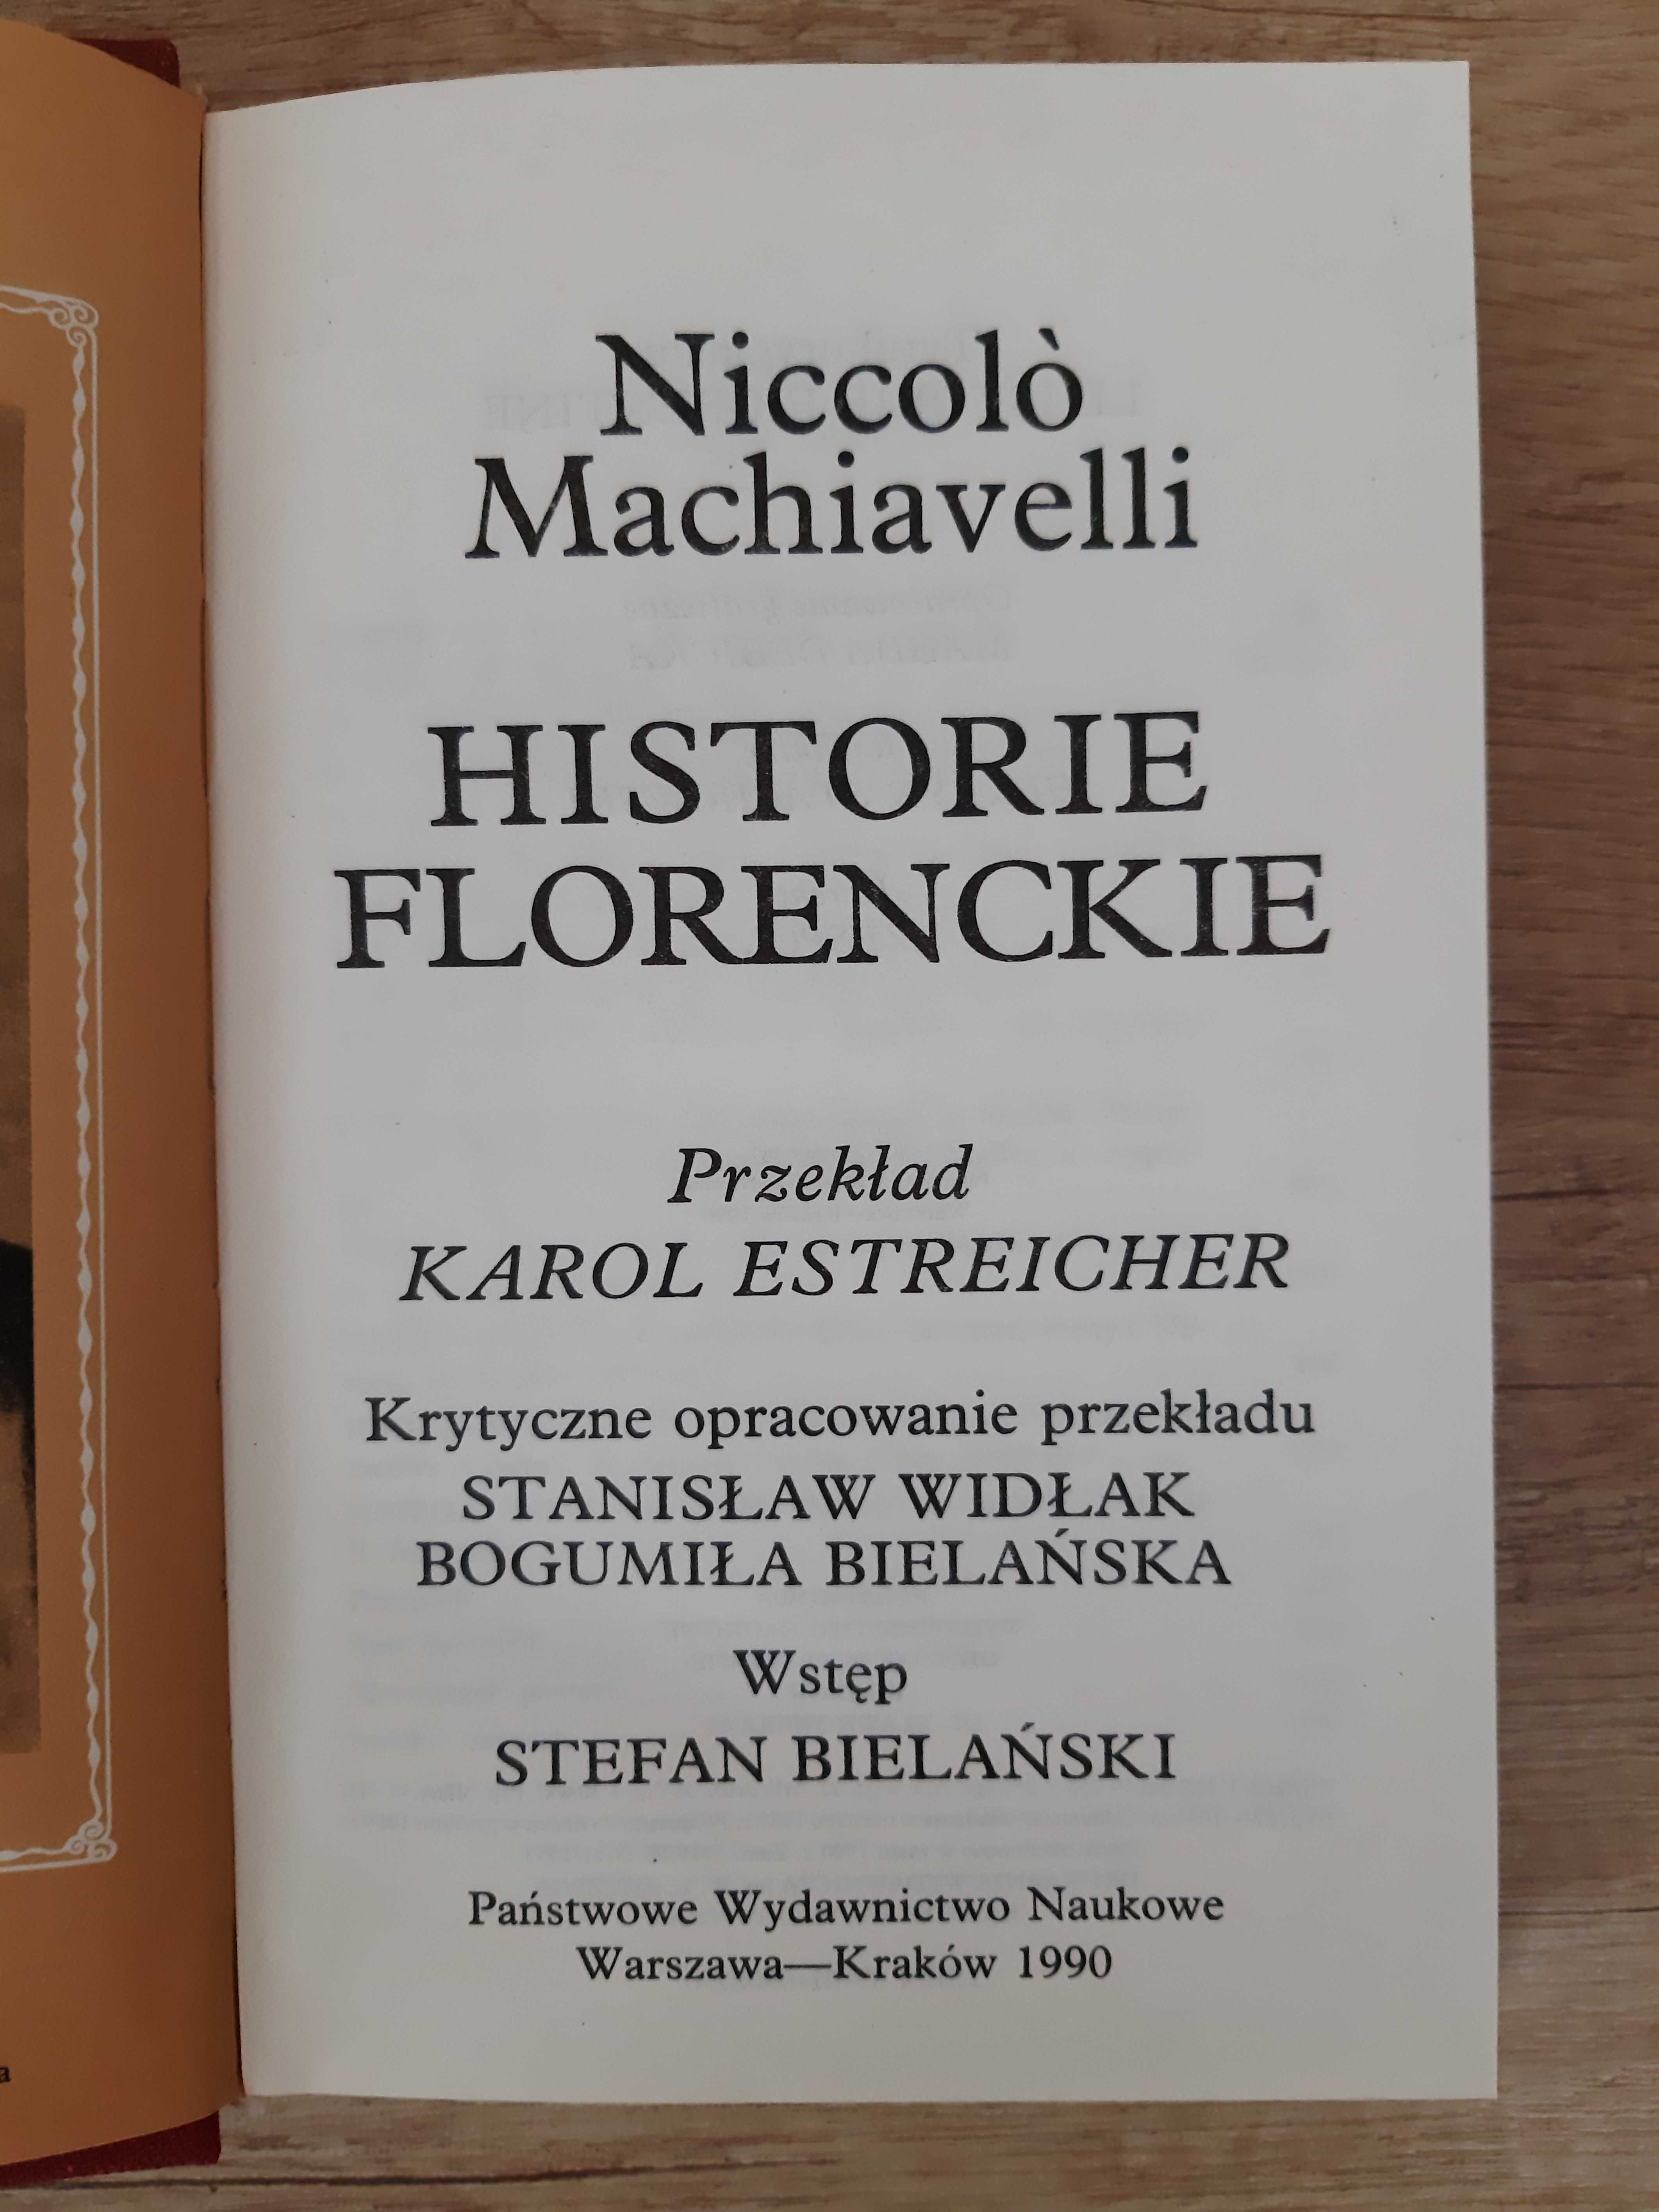 Niccolò
Machiavelli
HISTORIE
FLORENCKIE
Przekład
KAROL ESTREICHER
Krytyczne opracowanie przekładu
STANISŁAW WIDŁAK
BOGUMIŁA BIELAŃSKA
Wstęp
STEFAN BIELAŃSKI
Państwowe Wydawnictwo Naukowe
Warszawa—Kraków 1990